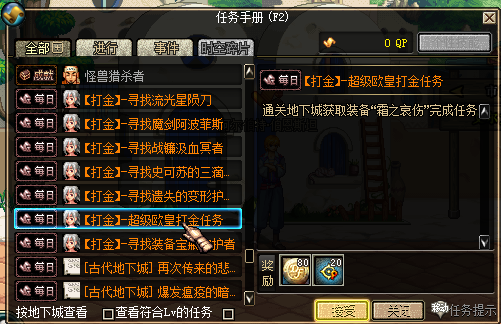 任务手册 (F2)
全部 进行 事件 时空碎片
0 QP
成就 怪兽猎杀者
每日 【打金】-寻找流光星陨刀
每日 【打金】-寻找魔剑阿波菲斯
每日 【打金】-寻找战镰汲血冥者
每日 【打金】-寻找史可苏的三滴...
每日 【打金】-寻找遗失的变形护...
每日 【打金】-超级欧皇打金任务
每日 【打金】-寻找装备宝 护者
每日 [古代地下城] 再次传来的悲...
每日 [古代地下城] 爆发瘟疫的暗...
按地下城查看 查看符合Lv的任务
每日 【打金】-超级欧皇打金任务
通关地下城获取装备“霜之哀伤”完成任务
奖励 80 20
接受 关闭 移动 任务提示